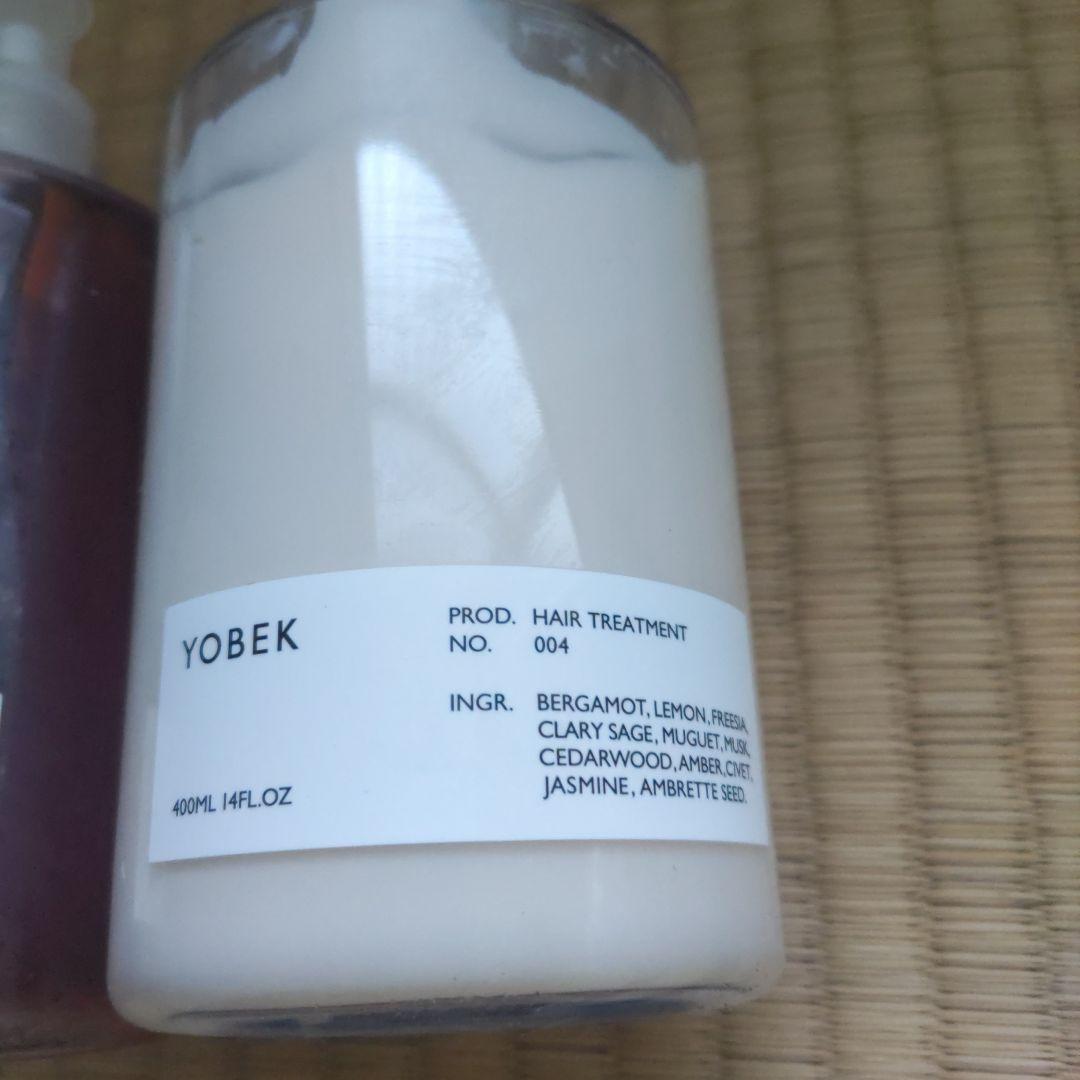 YOBEK
PROD. HAIR TREATMENT
NO. 004
INGR. BERGAMOT, LEMON, FREESIA,
CLARY SAGE, MUGUET, MUSK,
CEDARWOOD, AMBER, CIVET,
JASMINE, AMBRETTE SEED.
400ML 14FL.OZ